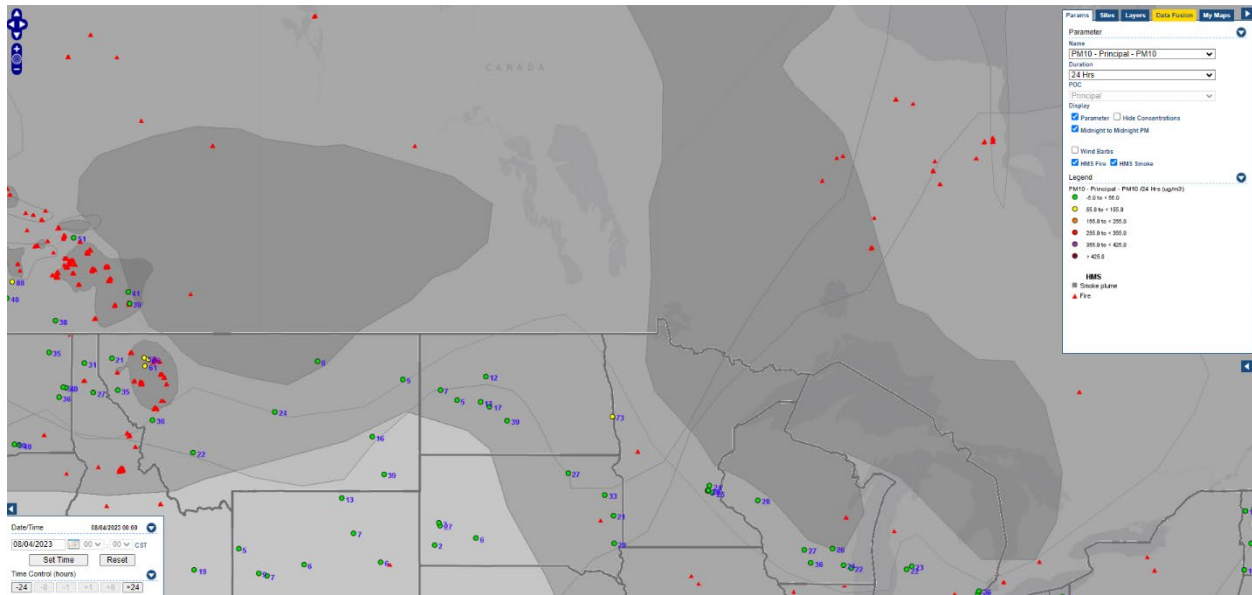 CANADA
Params Sites Layers Data Fusion My Maps
Parameter
Name
PM10 - Principal - PM10
Duration
24 Hrs
POC
Principal
Display
Parameter Hide Concentrations
Midnight to Midnight PM
Wind Barbs
HMS Fire HMS Smoke
Legend
PM10 - Principal - PM10 /24 Hrs (ug/m3)
-5.0 to < 55.0
55.0 to < 155.0
155.0 to < 255.0
255.0 to < 355.0
355.0 to < 425.0
> 425.0
HMS
Smoke plume
Fire
51
88
46
41
39
38
35
31
21
61
8
5
12
7
5
17
27
35
36
36
24
39
73
22
16
39
27
33
21
13
7
6
5
7
6
6
2
27
6
19
28
27
28
36
22
23
22
Date/Time 08/04/2023 00:00
08/04/2023 00 : 00 CST
Set Time Reset
Time Control (hours)
-24 -8 -1 +1 +8 +24